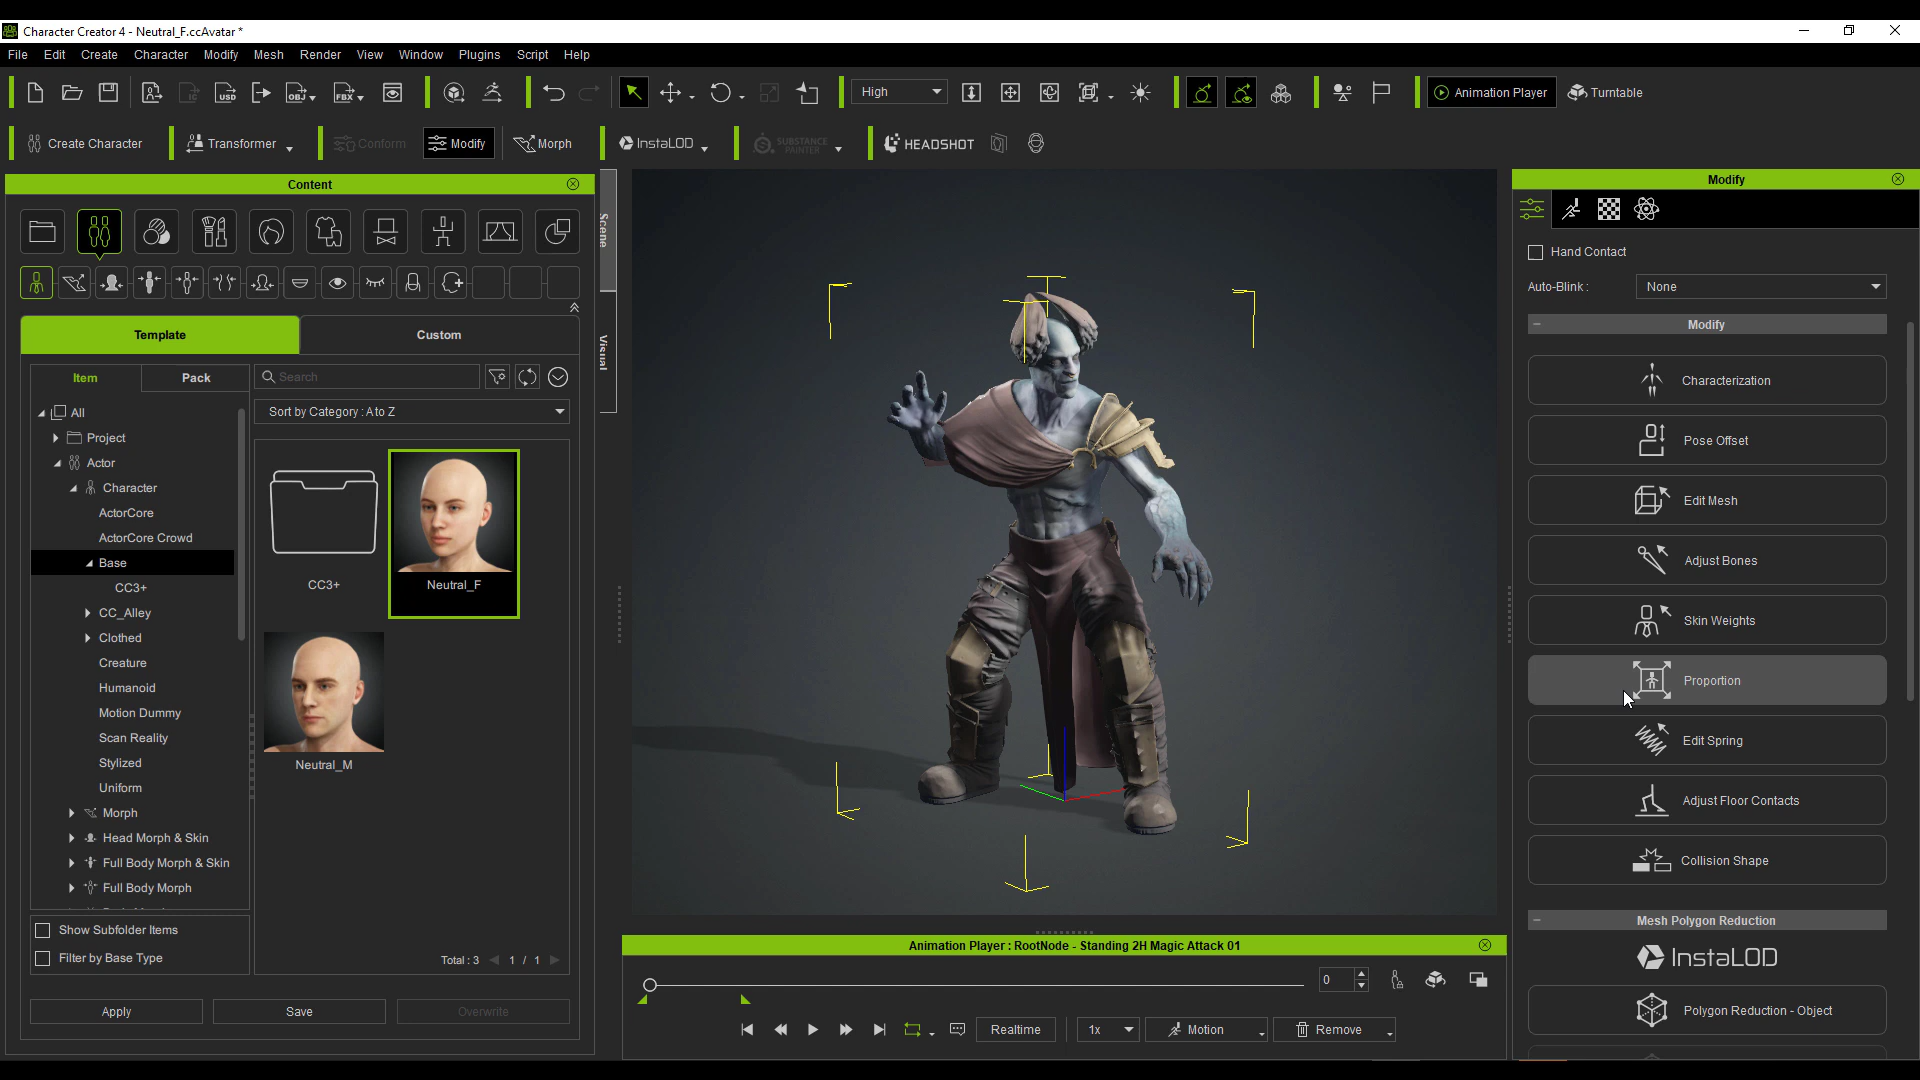 Character Creator 4 - Neutral_F.ccAvatar *
File Edit Create Character Modify Mesh Render View Window Plugins Script Help
USD OBJ FBX High Animation Player Turntable
Create Character Transformer Conform Modify Morph InstaLOD SUBSTANCE PAINTER HEADSHOT
Content
Template Custom
Item Pack
Search
Sort by Category : A to Z
All
Project
Actor
Character
ActorCore
ActorCore Crowd
Base
CC3+
CC_Alley
Clothed
Creature
Humanoid
Motion Dummy
Scan Reality
Stylized
Uniform
Morph
Head Morph & Skin
Full Body Morph & Skin
Full Body Morph
CC3+
Neutral_F
Neutral_M
Show Subfolder Items
Filter by Base Type
Total : 3 1 / 1
Apply Save Overwrite
Scene
Visual
Animation Player : RootNode - Standing 2H Magic Attack 01
0
Realtime 1x Motion Remove
Modify
Hand Contact
Auto-Blink : None
Modify
Characterization
Pose Offset
Edit Mesh
Adjust Bones
Skin Weights
Proportion
Edit Spring
Adjust Floor Contacts
Collision Shape
Mesh Polygon Reduction
InstaLOD
Polygon Reduction - Object